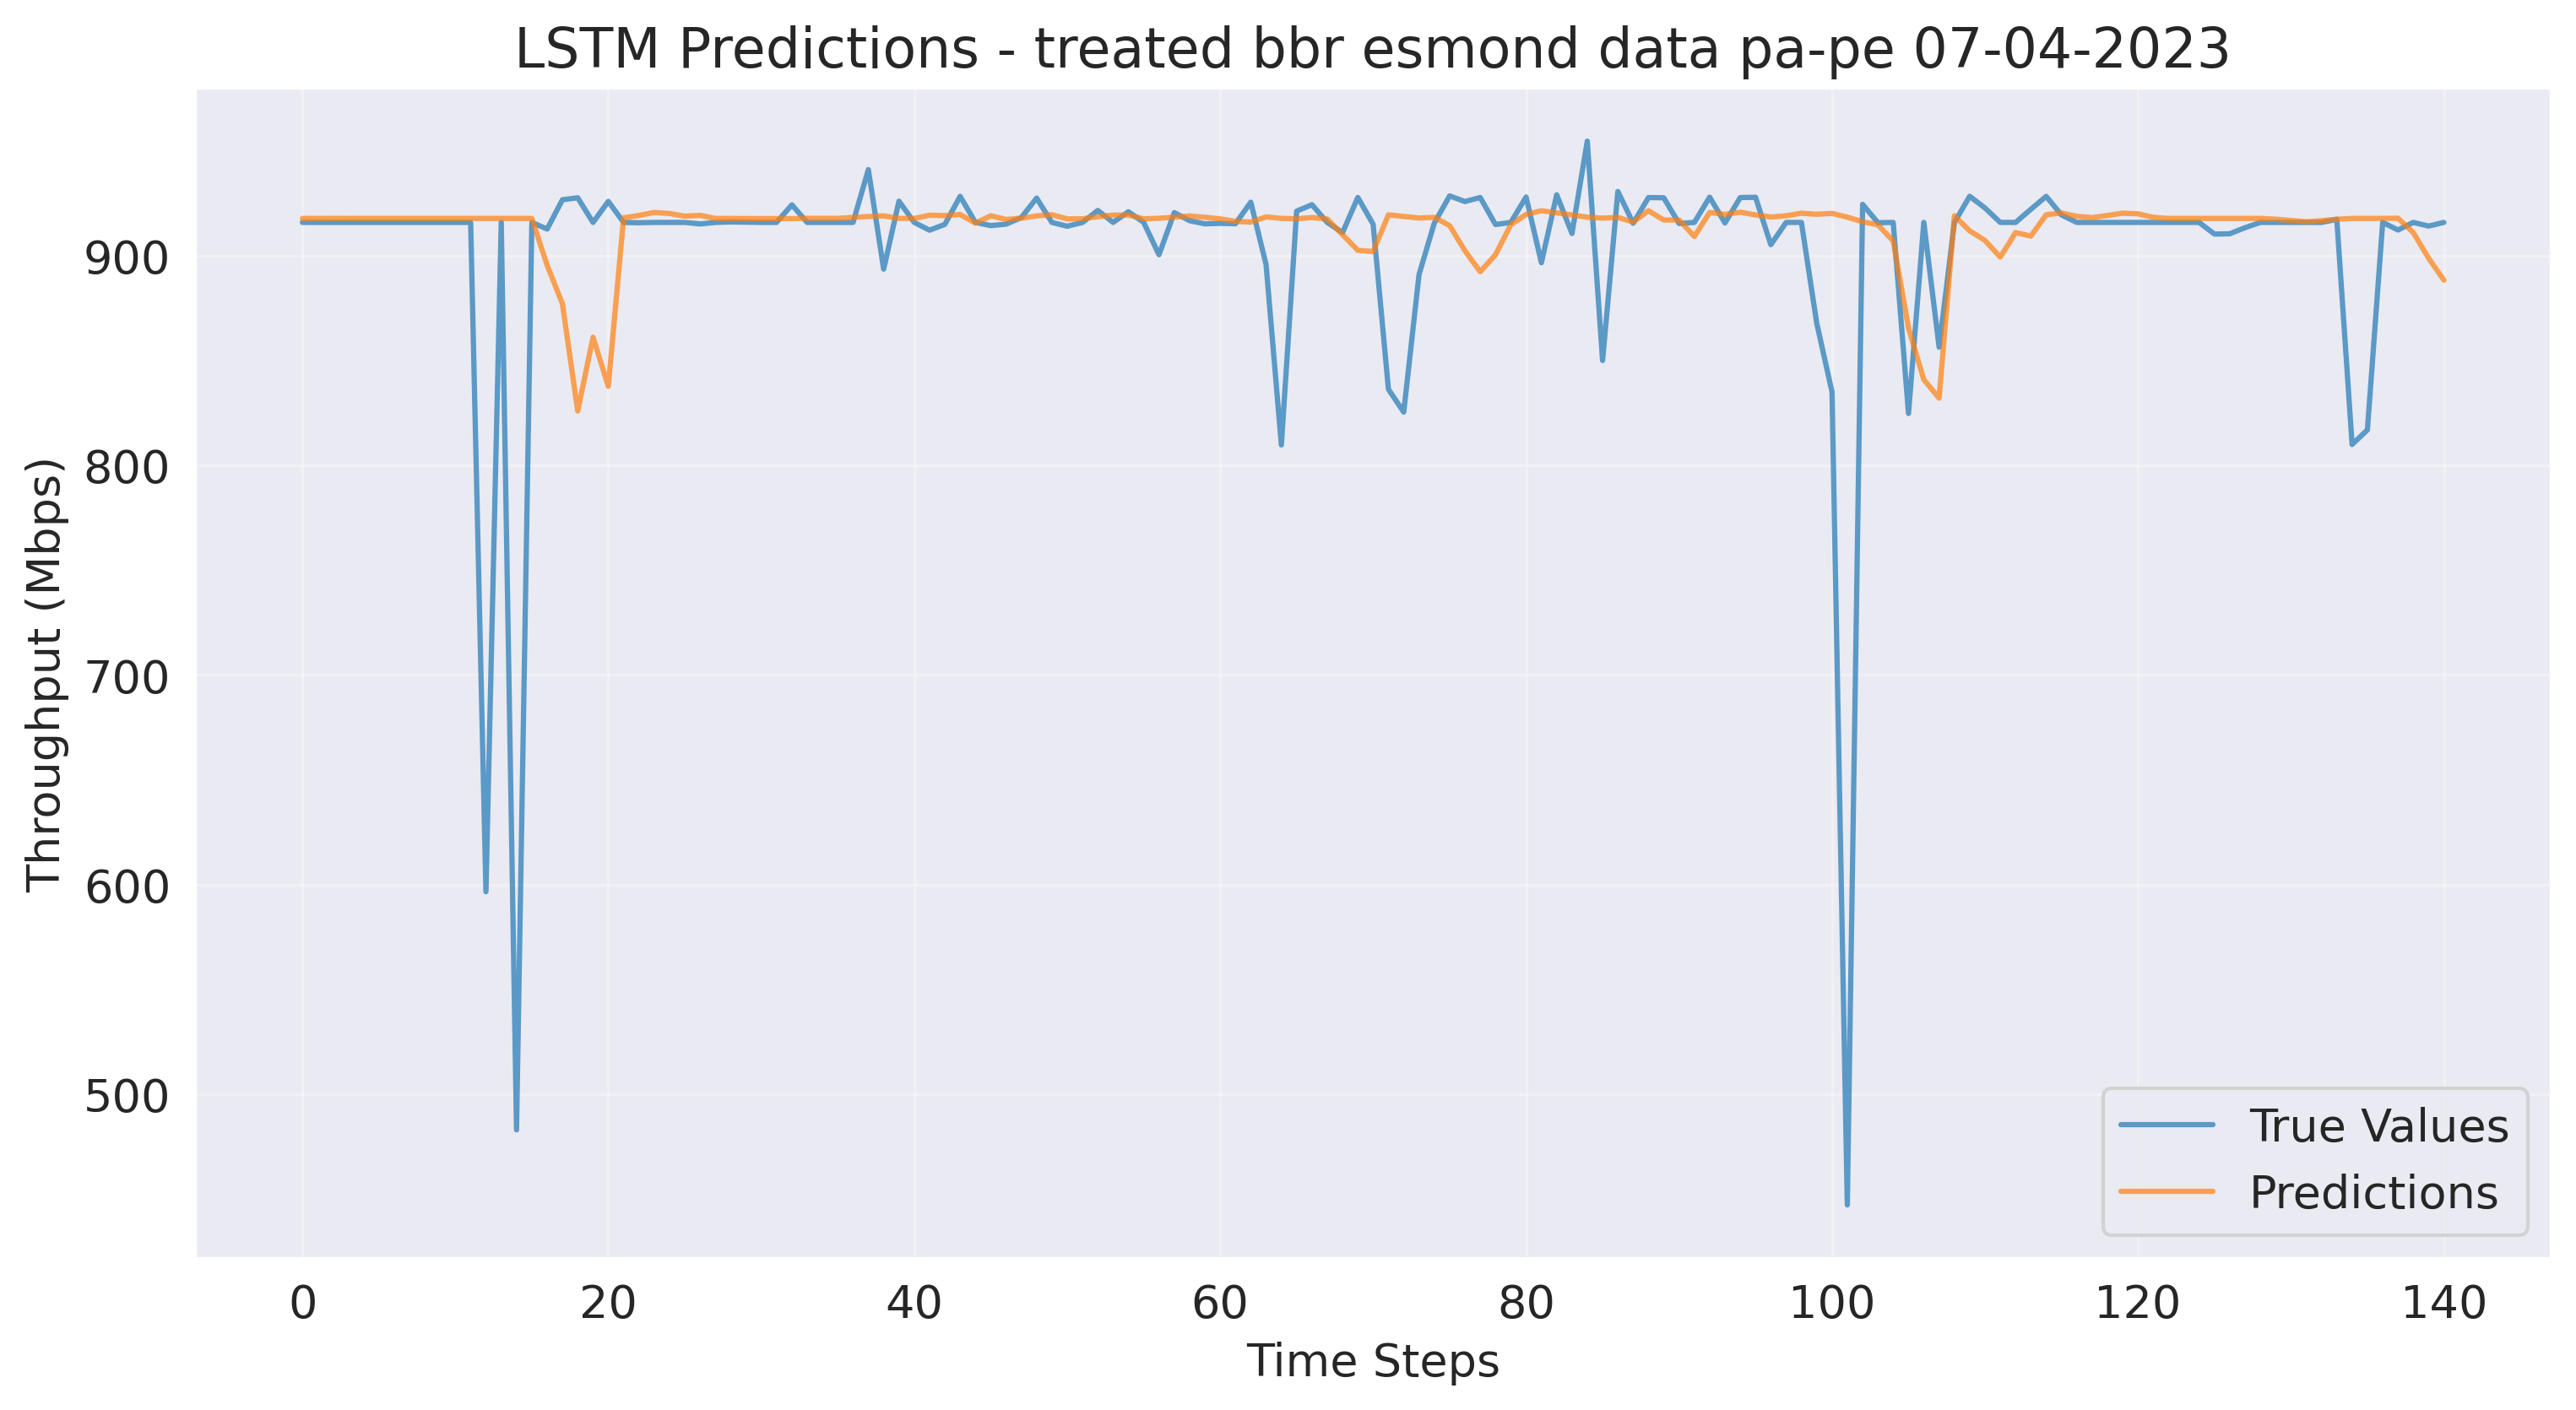 LSTM Predictions - treated bbr esmond data pa-pe 07-04-2023
Throughput (Mbps)
900
800
700
600
500
0 20 40 60 80 100 120 140
Time Steps
True Values
Predictions